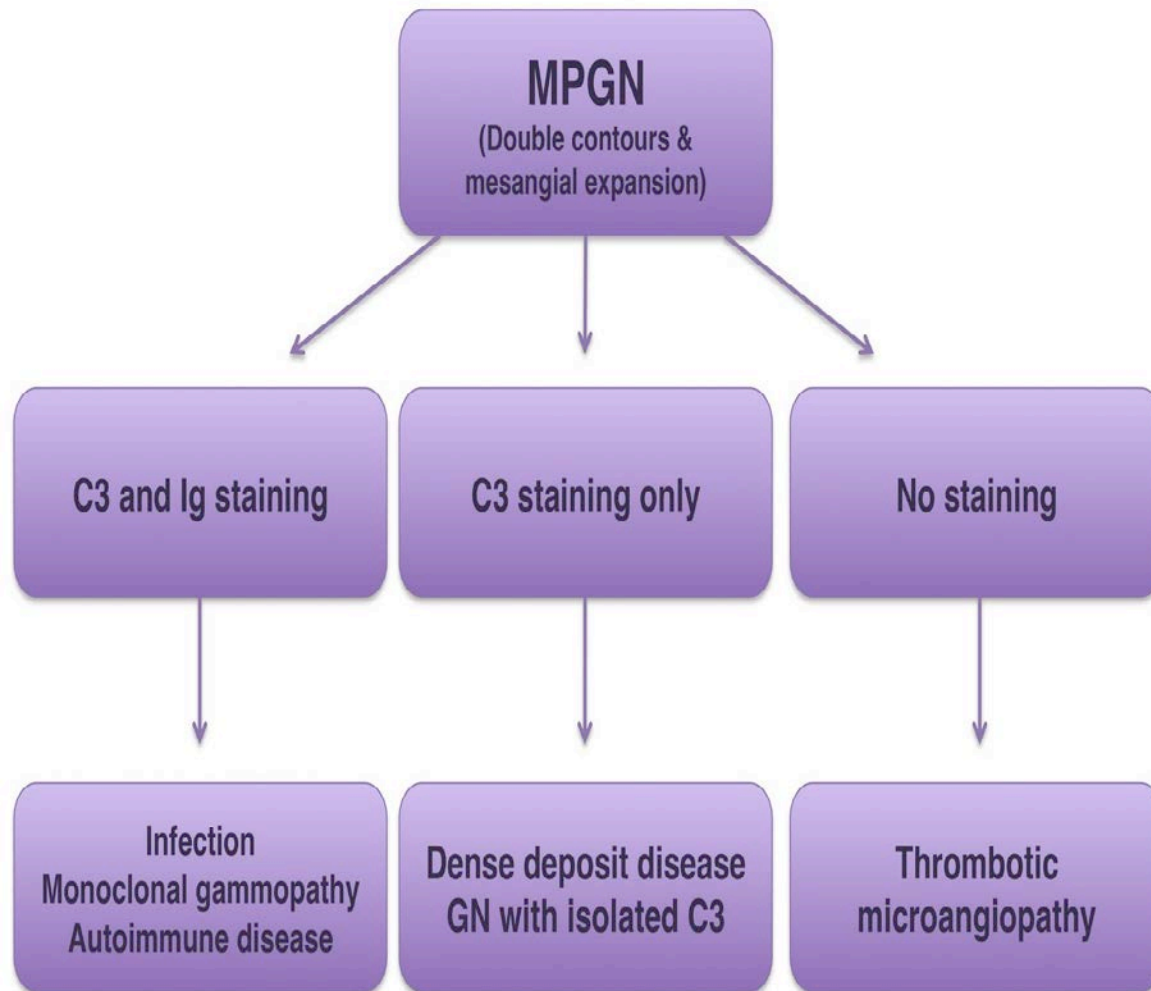 MPGN
(Double contours &
mesangial expansion)
C3 and Ig staining
C3 staining only
No staining
Infection
Monoclonal gammopathy
Autoimmune disease
Dense deposit disease
GN with isolated C3
Thrombotic
microangiopathy